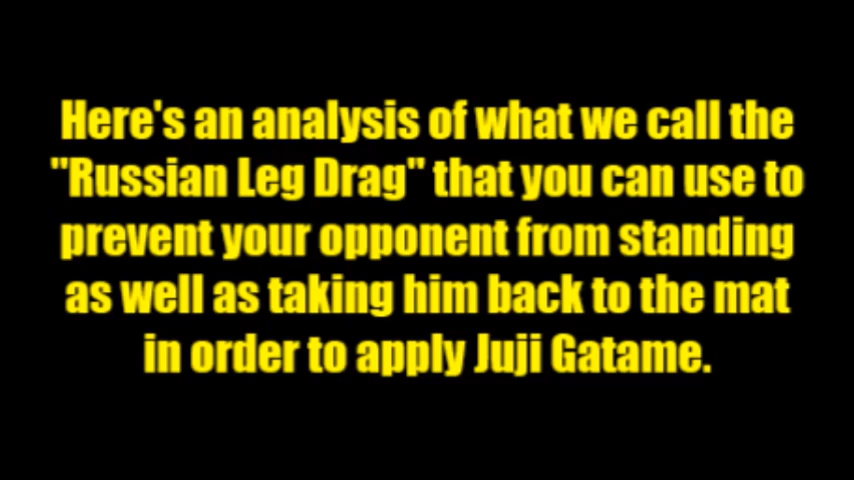 Here's an analysis of what we call the
"Russian Leg Drag" that you can use to
prevent your opponent from standing
as well as taking him back to the mat
in order to apply Juji Gatame.